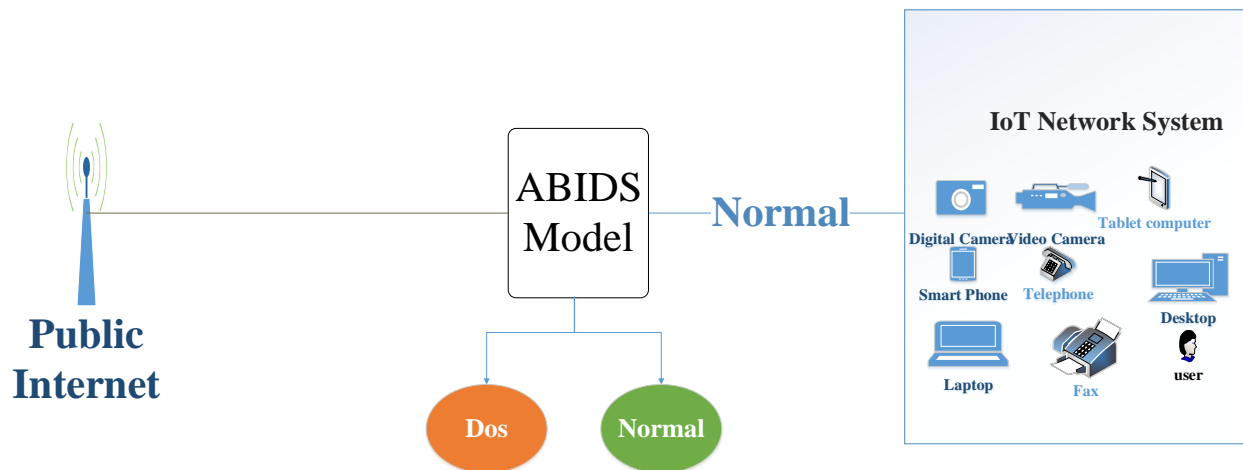 Public
Internet
ABIDS
Model
Dos
Normal
Normal
IoT Network System
Digital Camera
Video Camera
Tablet computer
Smart Phone
Telephone
Desktop
Laptop
Fax
user